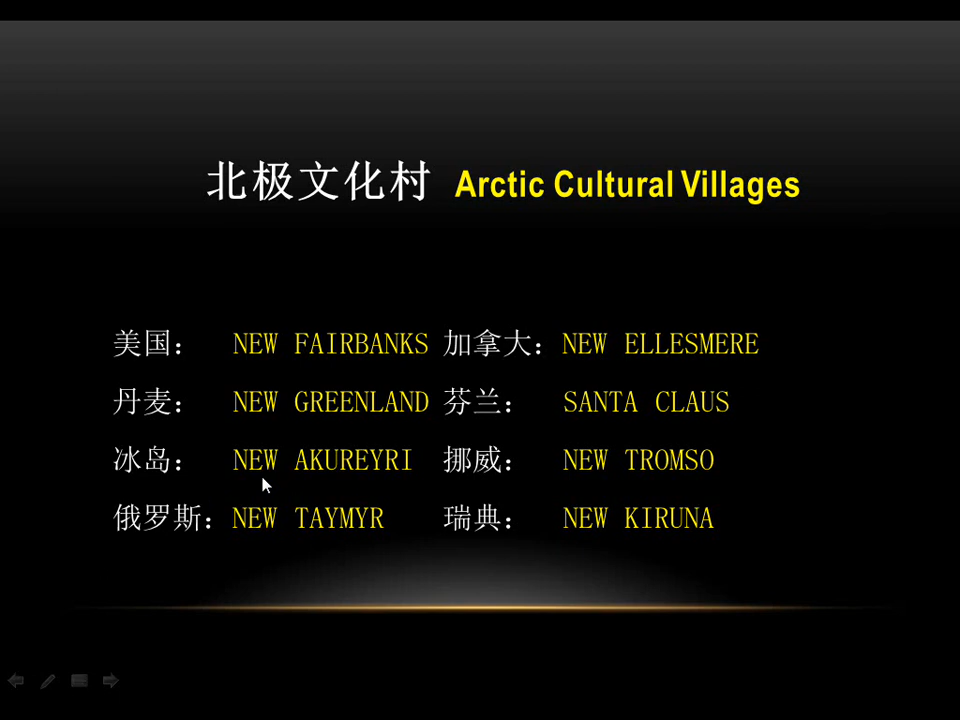 北极文化村 Arctic Cultural Villages
美国： NEW FAIRBANKS 加拿大：NEW ELLESMERE
丹麦： NEW GREENLAND 芬兰： SANTA CLAUS
冰岛： NEW AKUREYRI 挪威： NEW TROMSO
俄罗斯：NEW TAYMYR 瑞典： NEW KIRUNA